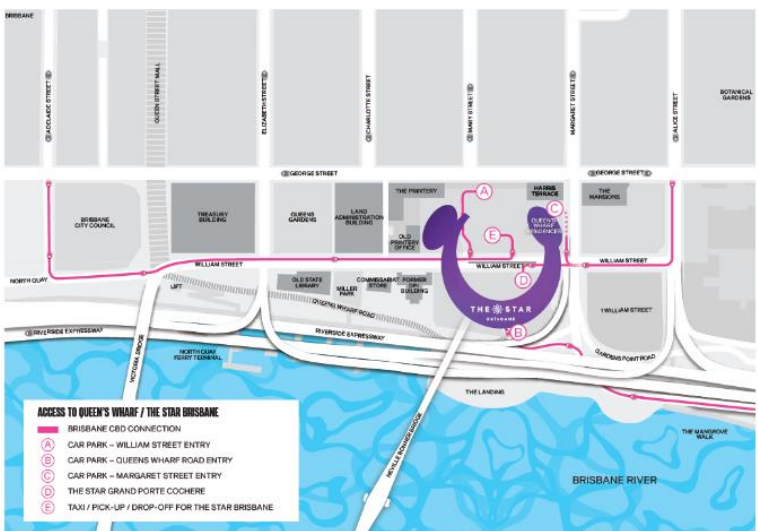 BRISBANE
ADELAIDE STREET
QUEEN STREET MALL
ELIZABETH STREET
CHARLOTTE STREET
MARY STREET
MARGARET STREET
ALICE STREET
BOTANICAL
GARDENS
GEORGE STREET
GEORGE STREET
BRISBANE
CITY COUNCIL
TREASURY
BUILDING
QUEENS
GARDENS
LAND
ADMINISTRATION
BUILDING
THE PRINTERY
OLD
PRINTERY
OFFICE
A
E
HARRIS
TERRACE
C
QUEEN'S
WHARF
RESIDENCES
THE
MANSIONS
WILLIAM STREET
WILLIAM STREET
WILLIAM STREET
NORTH QUAY
LIFT
OLD STATE
LIBRARY
MILLER
PARK
COMMISSARIAT
STORE
FORMER
DPI
BUILDING
D
QUEENS WHARF ROAD
THE STAR
BRISBANE
1 WILLIAM STREET
B
RIVERSIDE EXPRESSWAY
RIVERSIDE EXPRESSWAY
GARDENS POINT ROAD
VICTORIA BRIDGE
NORTH QUAY
FERRY TERMINAL
THE LANDING
NEVILLE BONNER BRIDGE
THE MANGROVE
WALK
BRISBANE RIVER
ACCESS TO QUEEN'S WHARF / THE STAR BRISBANE
BRISBANE CBD CONNECTION
A CAR PARK – WILLIAM STREET ENTRY
B CAR PARK – QUEENS WHARF ROAD ENTRY
C CAR PARK – MARGARET STREET ENTRY
D THE STAR GRAND PORTE COCHERE
E TAXI / PICK-UP / DROP-OFF FOR THE STAR BRISBANE